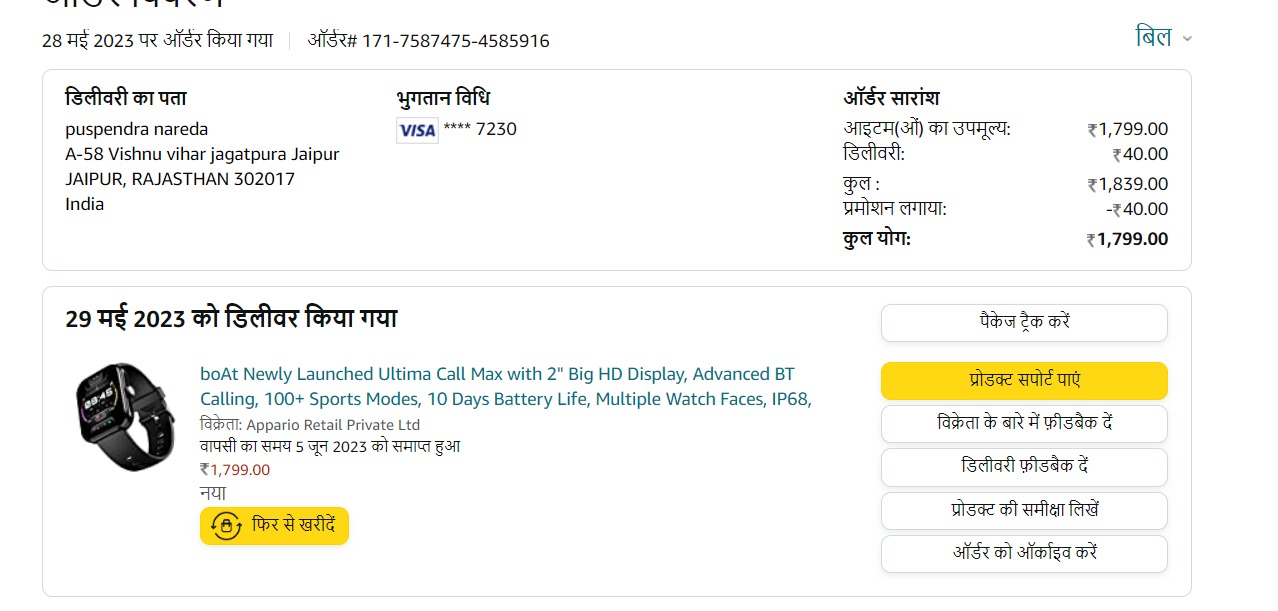 28 मई 2023 पर ऑर्डर किया गया
ऑर्डर# 171-7587475-4585916
बिल
डिलीवरी का पता
puspendra nareda
A-58 Vishnu vihar jagatpura Jaipur
JAIPUR, RAJASTHAN 302017
India
भुगतान विधि
VISA **** 7230
ऑर्डर सारांश
आइटम(ओं) का उपमूल्य: ₹1,799.00
डिलीवरी: ₹40.00
कुल : ₹1,839.00
प्रमोशन लगाया: -₹40.00
कुल योग: ₹1,799.00
29 मई 2023 को डिलीवर किया गया
boAt Newly Launched Ultima Call Max with 2" Big HD Display, Advanced BT
Calling, 100+ Sports Modes, 10 Days Battery Life, Multiple Watch Faces, IP68,
विक्रेता: Appario Retail Private Ltd
वापसी का समय 5 जून 2023 को समाप्त हुआ
₹1,799.00
नया
फिर से खरीदें
पैकेज ट्रैक करें
प्रोडक्ट सपोर्ट पाएं
विक्रेता के बारे में फ़ीडबैक दें
डिलीवरी फ़ीडबैक दें
प्रोडक्ट की समीक्षा लिखें
ऑर्डर को ऑर्काइव करें